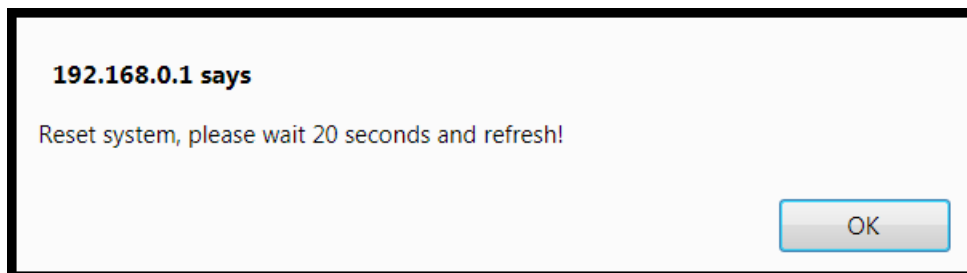 192.168.0.1 says
Reset system, please wait 20 seconds and refresh!
OK